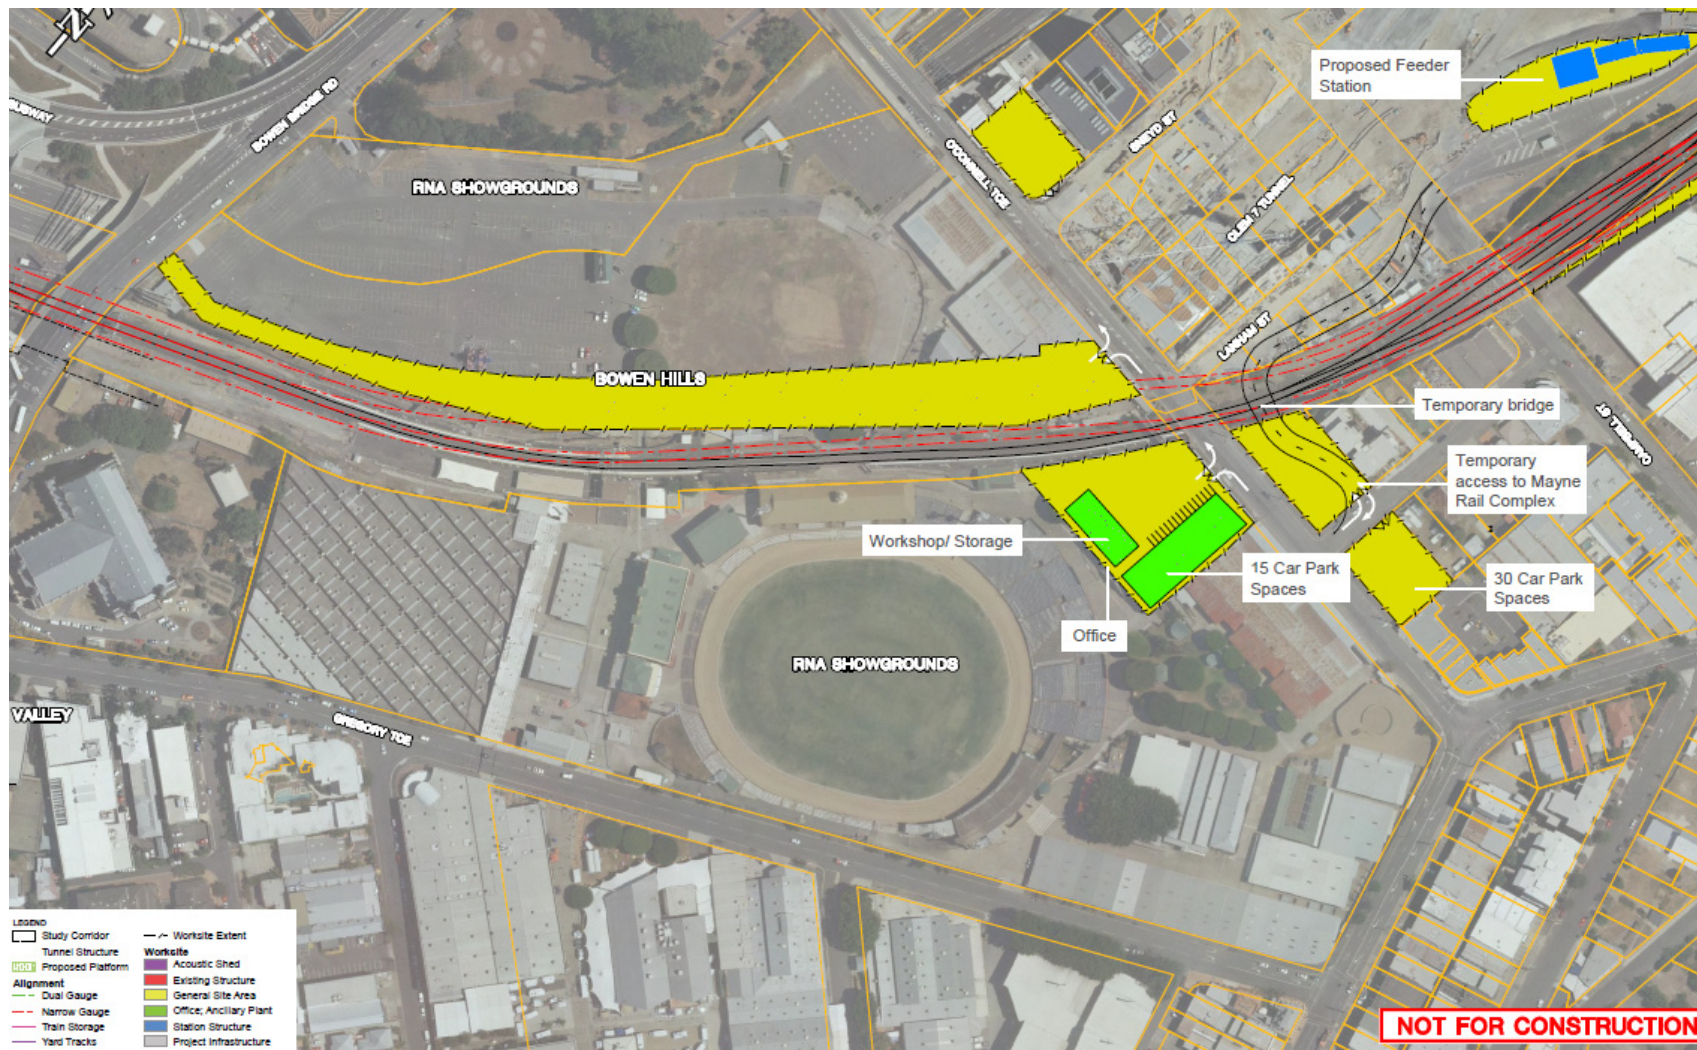 Proposed Feeder
Station
SUBWAY
BOWEN BRIDGE RD
RNA SHOWGROUNDS
O'CONNELL TCE
SNEYD ST
CLEM 7 TUNNEL
LANHAM ST
BOWEN HILLS
Temporary bridge
CAMPBELL ST
Temporary
access to Mayne
Rail Complex
Workshop/ Storage
15 Car Park
Spaces
30 Car Park
Spaces
Office
RNA SHOWGROUNDS
VALLEY
GREGORY TCE
LEGEND
Study Corridor
Tunnel Structure
Proposed Platform
Alignment
Dual Gauge
Narrow Gauge
Train Storage
Yard Tracks
Worksite Extent
Worksite
Acoustic Shed
Existing Structure
General Site Area
Office; Ancillary Plant
Station Structure
Project Infrastructure
NOT FOR CONSTRUCTION